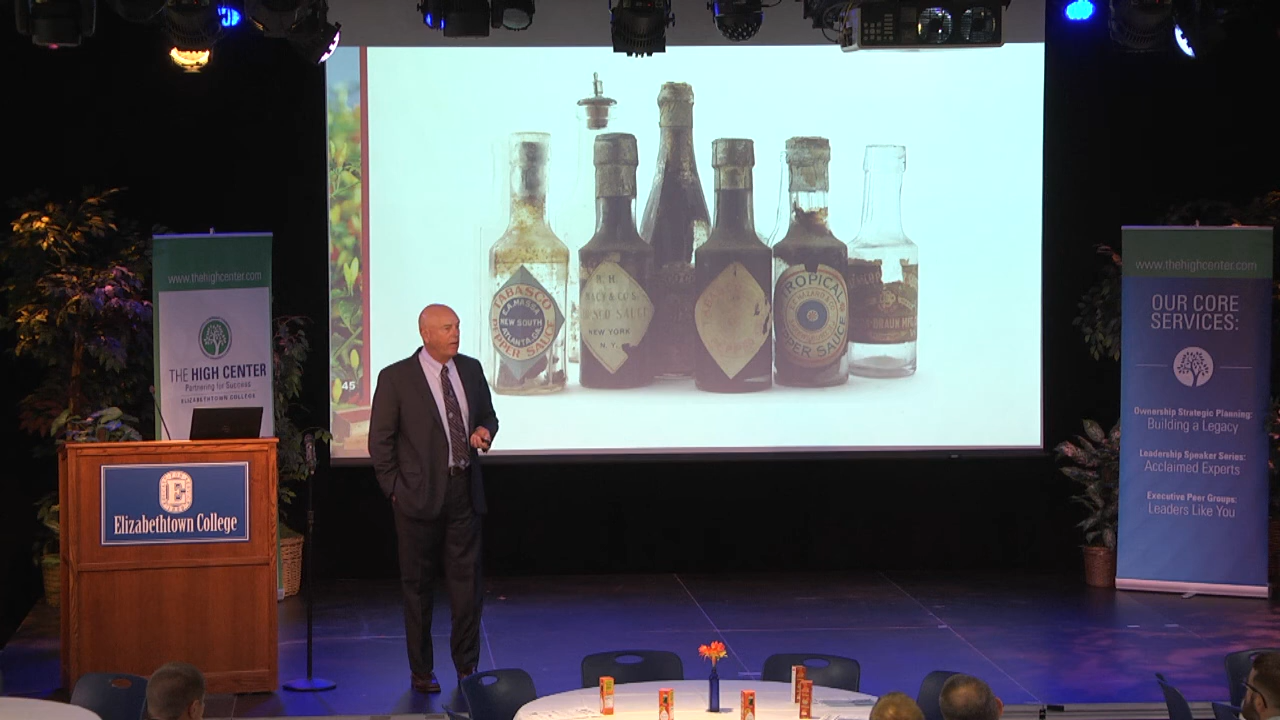 www.thehighcenter.com
THE HIGH CENTER
Partnering for Success
ELIZABETHTOWN COLLEGE
E
Elizabethtown College
45
TABASCO
NEW SOUTH
ATLANTA, GA.
PEPPER SAUCE
NEW YORK
N. Y.
TROPICAL
PEPPER SAUCE
www.thehighcenter.com
OUR CORE
SERVICES:
Ownership Strategic Planning:
Building a Legacy
Leadership Speaker Series:
Acclaimed Experts
Executive Peer Groups:
Leaders Like You